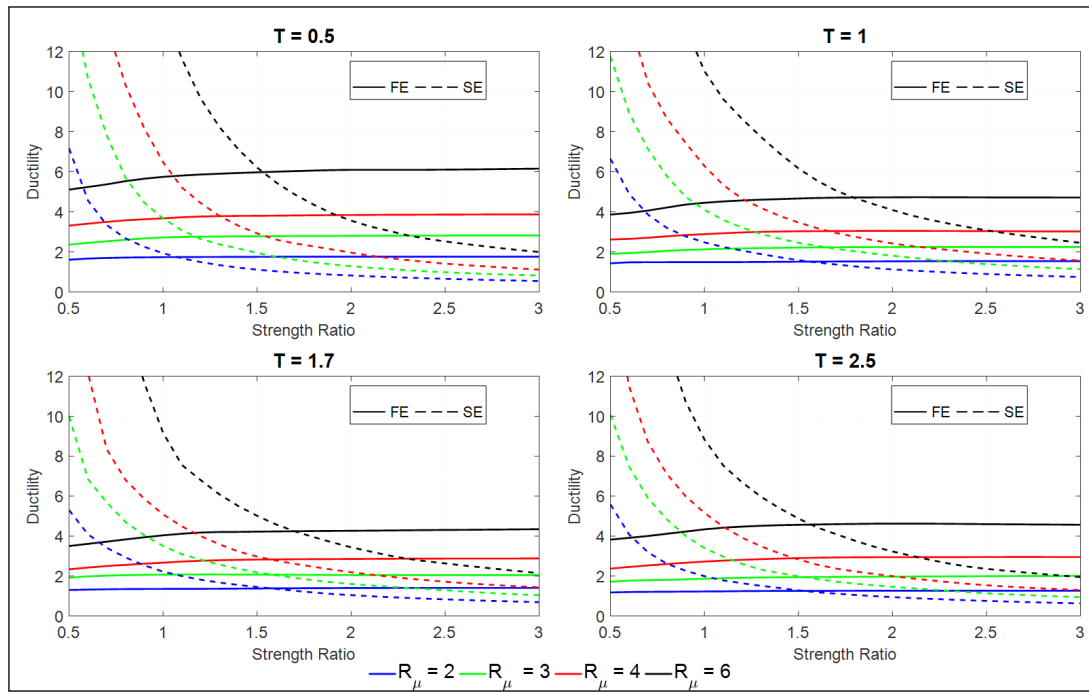 T = 0.5
12
10
8
6
4
2
0
Ductility
FE SE
0.5 1 1.5 2 2.5 3
Strength Ratio
T = 1
12
10
8
6
4
2
0
Ductility
FE SE
0.5 1 1.5 2 2.5 3
Strength Ratio
T = 1.7
12
10
8
6
4
2
0
Ductility
FE SE
0.5 1 1.5 2 2.5 3
Strength Ratio
T = 2.5
12
10
8
6
4
2
0
Ductility
FE SE
0.5 1 1.5 2 2.5 3
Strength Ratio
R_μ = 2 R_μ = 3 R_μ = 4 R_μ = 6